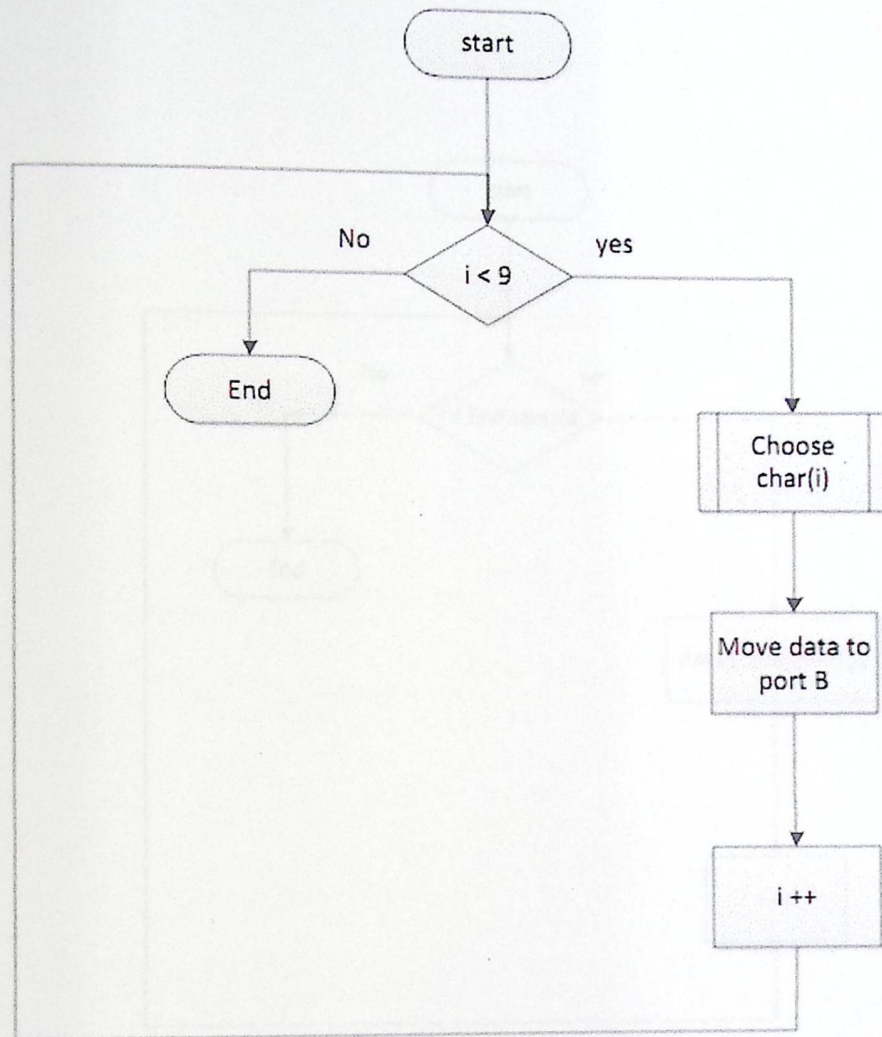 start
No
yes
i < 9
End
Choose
char(i)
Move data to
port B
i ++